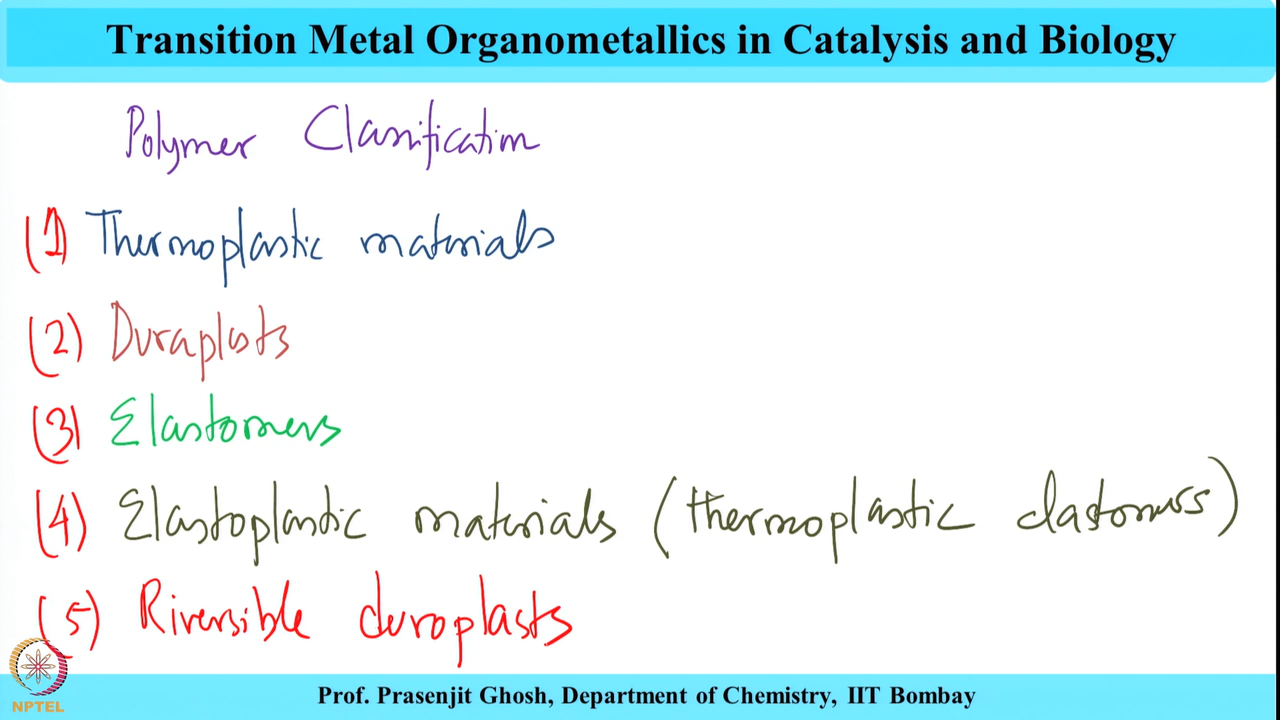 Transition Metal Organometallics in Catalysis and Biology
Polymer Classification
(1) Thermoplastic materials
(2) Duraplasts
(3) Elastomers
(4) Elastoplastic materials (thermoplastic elastomers)
(5) Riversible duroplasts
NPTEL
Prof. Prasenjit Ghosh, Department of Chemistry, IIT Bombay